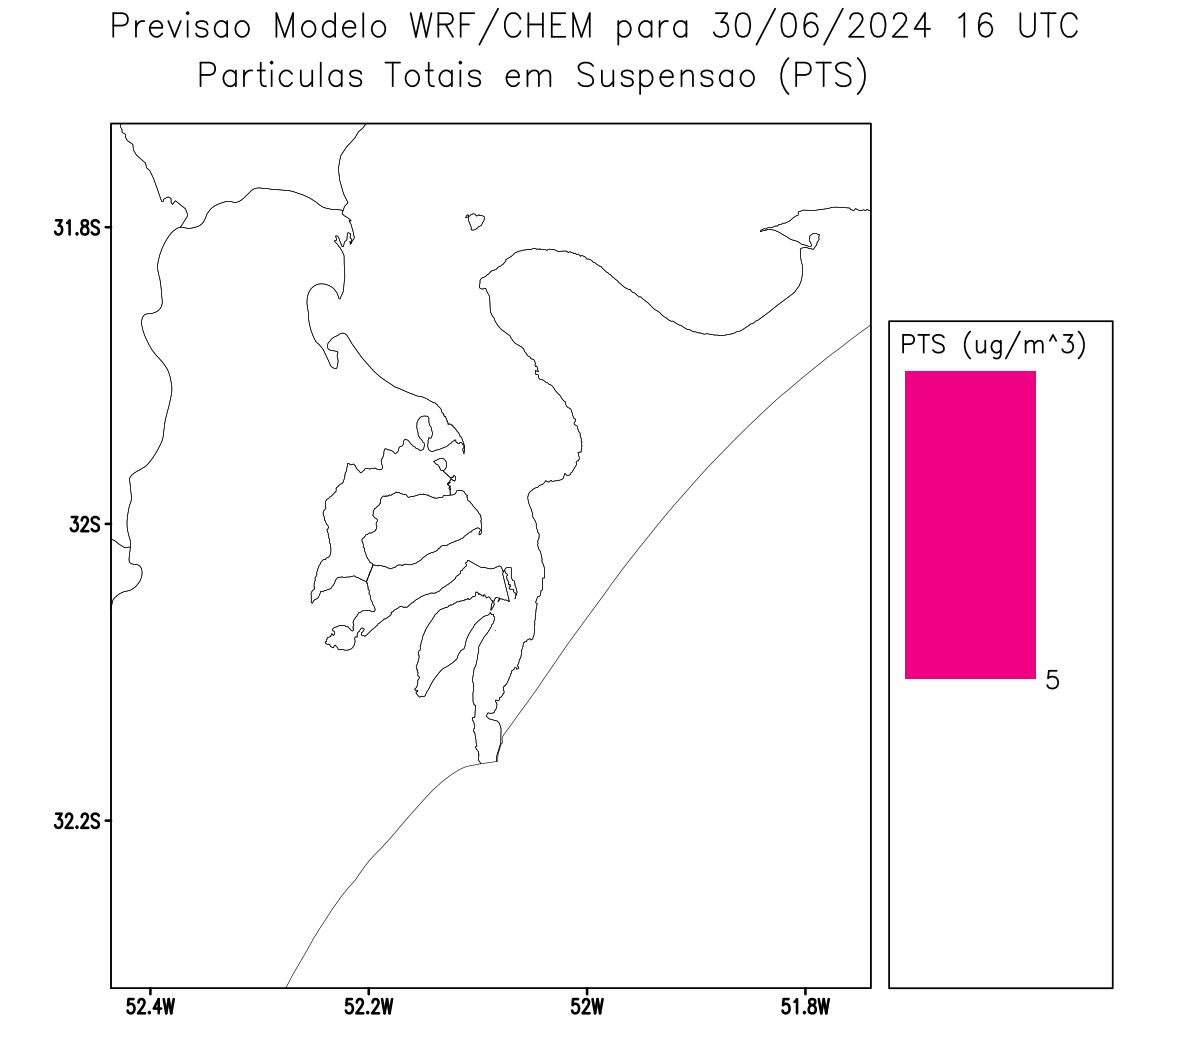 Previsao Modelo WRF/CHEM para 30/06/2024 16 UTC
Particulas Totais em Suspensao (PTS)
31.8S
32S
32.2S
52.4W
52.2W
52W
51.8W
PTS (ug/m^3)
5